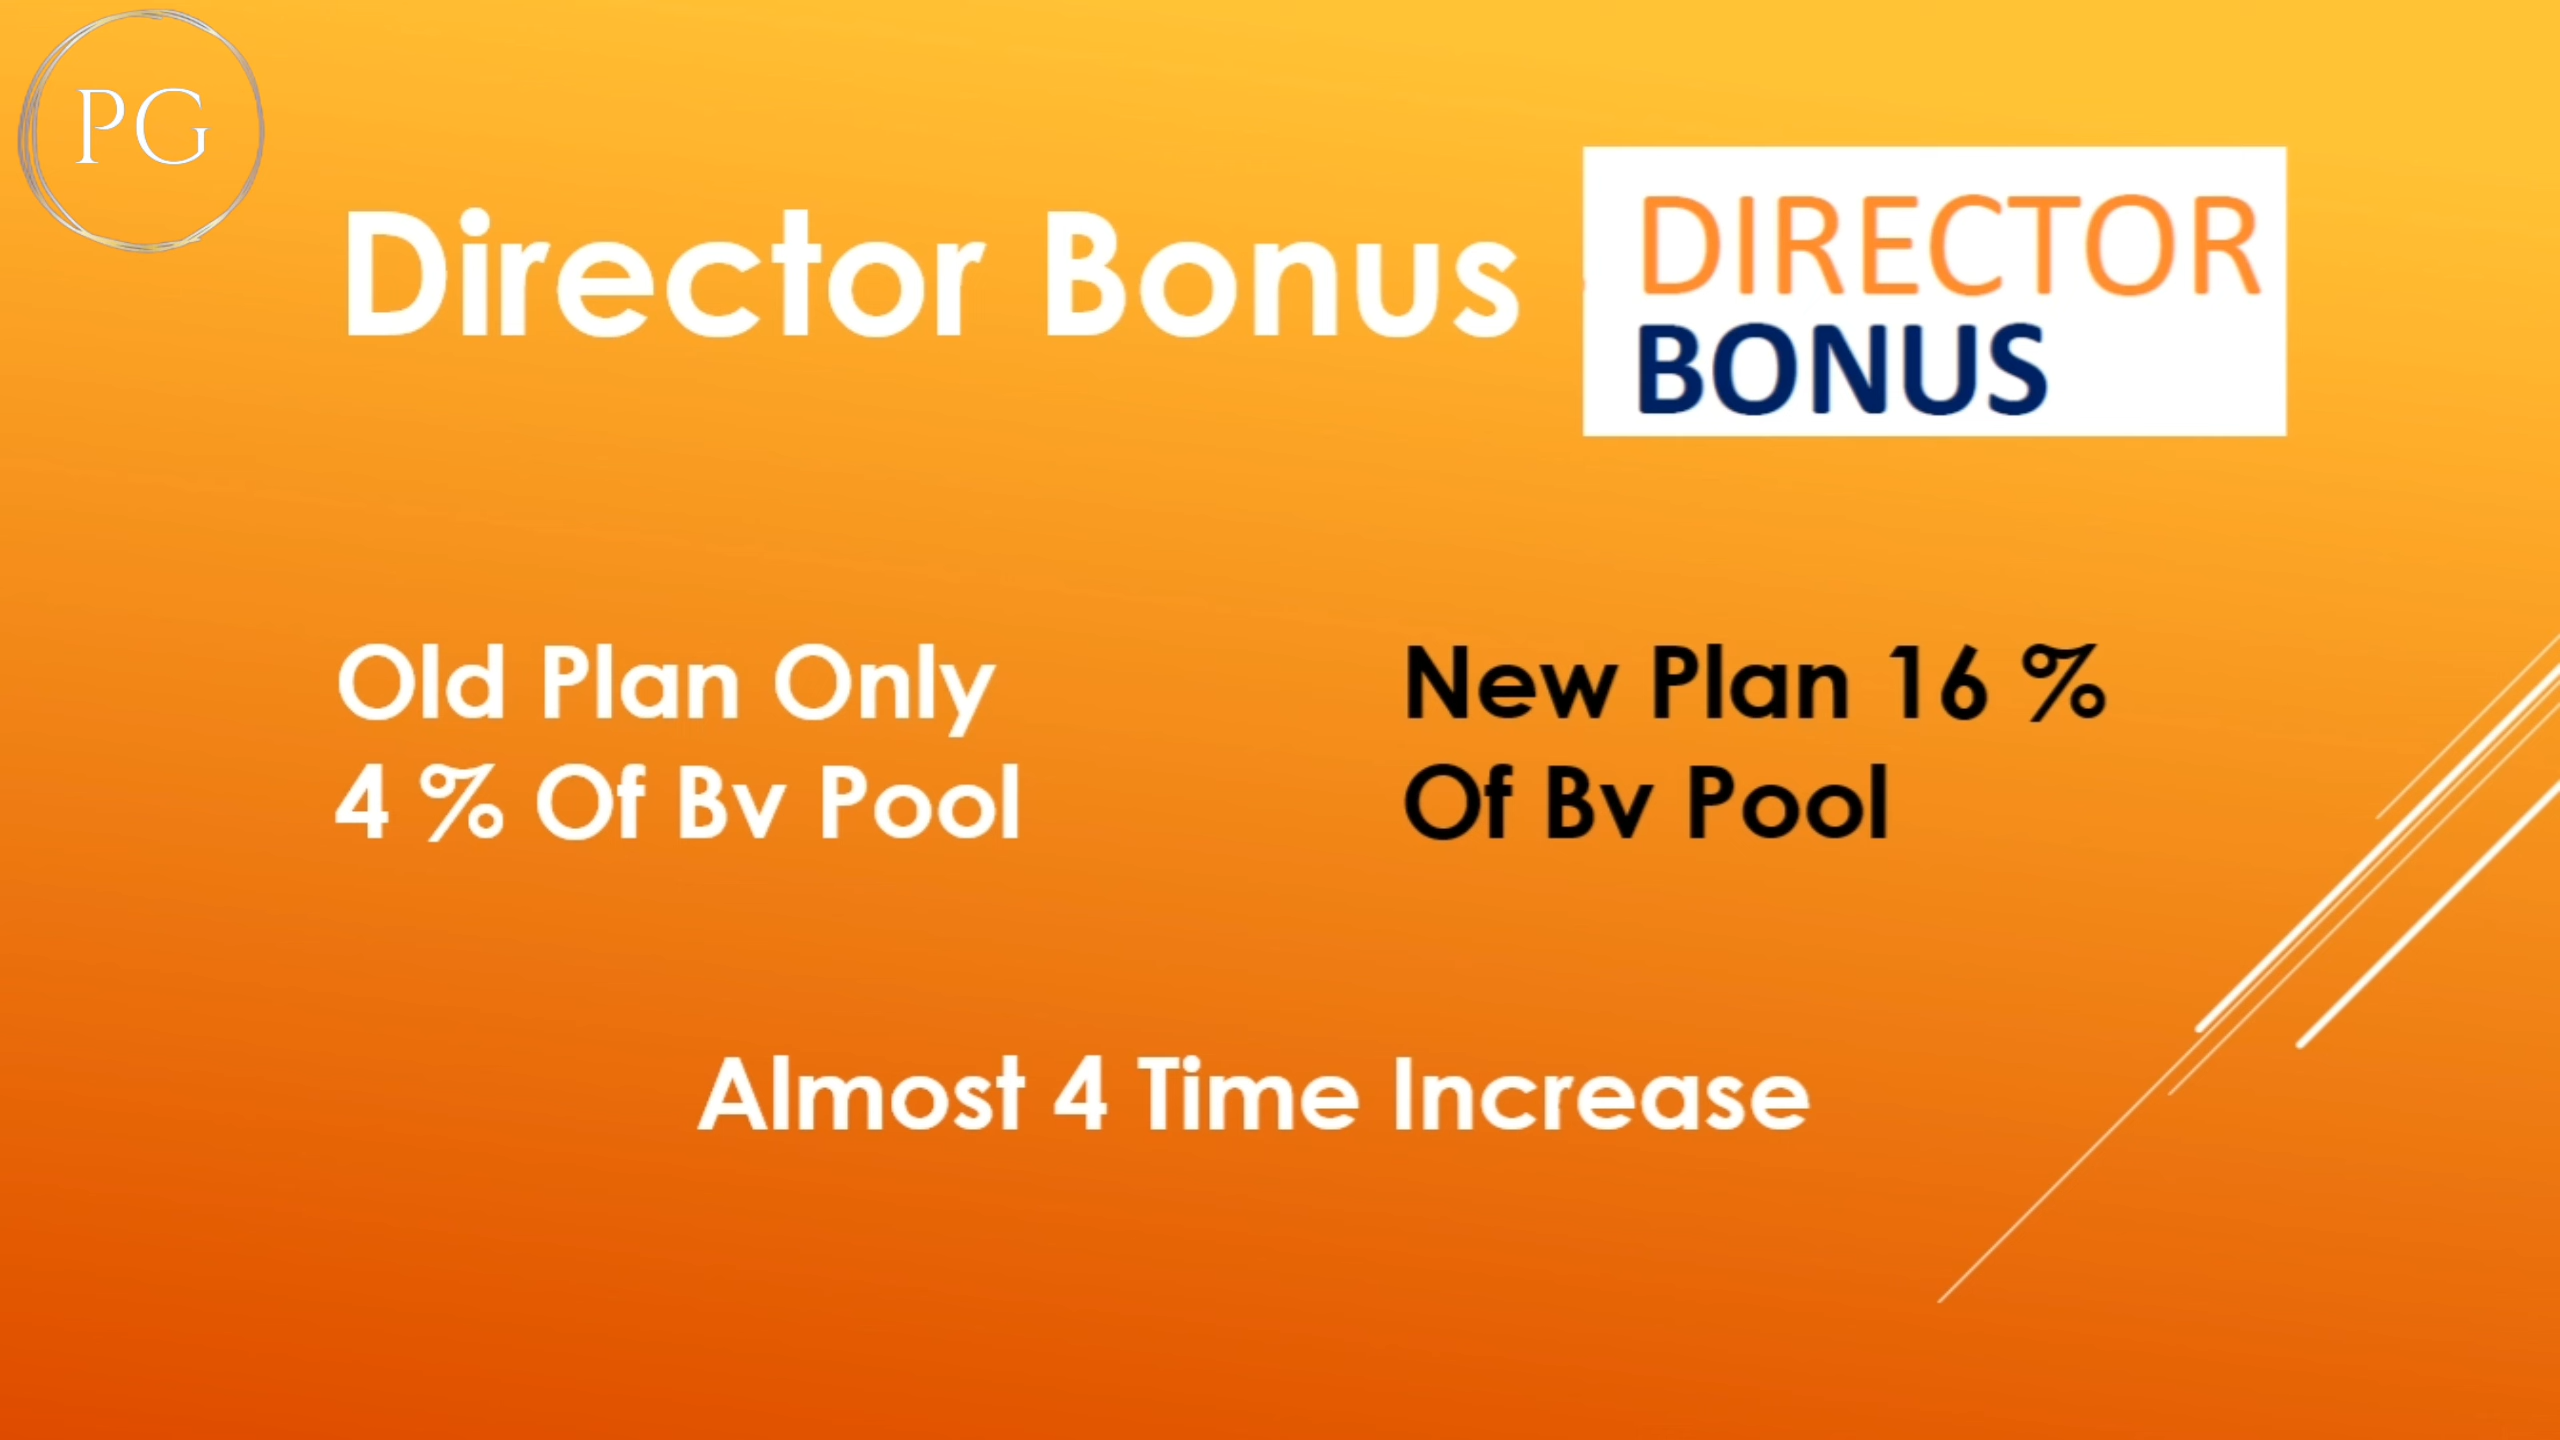 PG
Director Bonus
DIRECTOR
BONUS
Old Plan Only
4 % Of Bv Pool
New Plan 16 %
Of Bv Pool
Almost 4 Time Increase